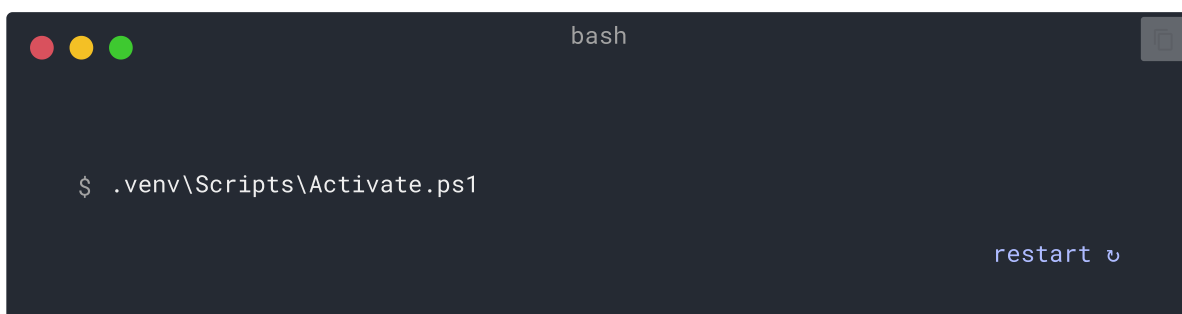 bash
$ .venv\Scripts\Activate.ps1
restart ↻